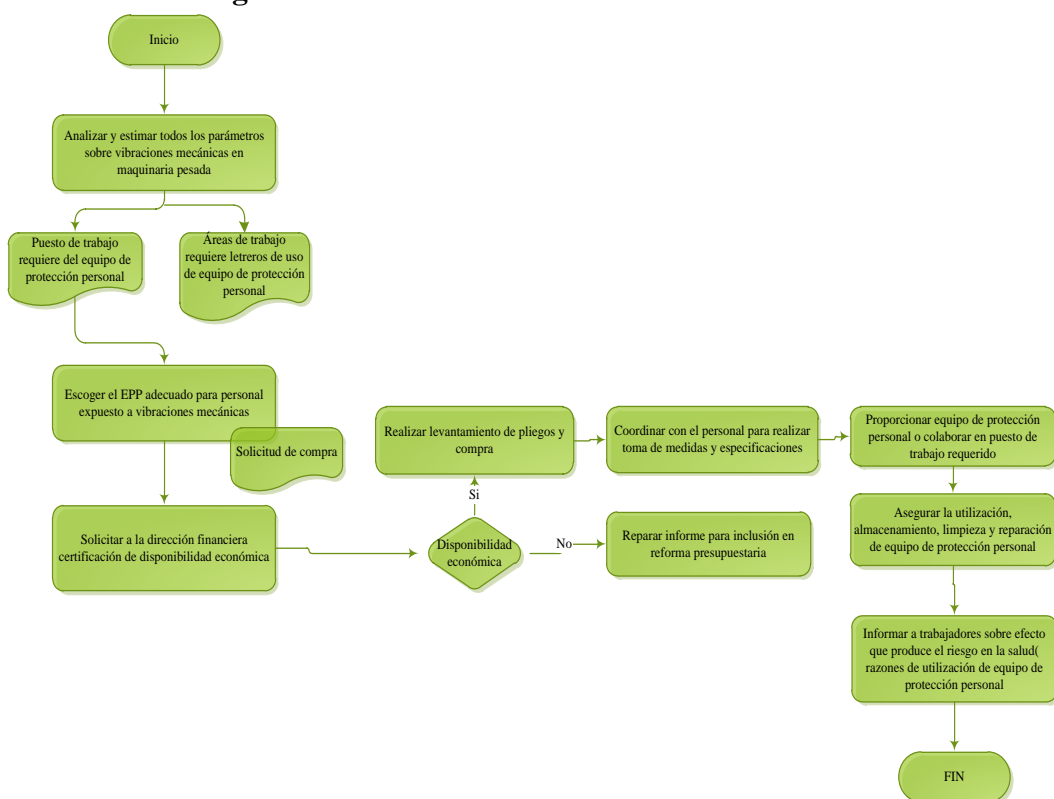 Inicio
Analizar y estimar todos los parámetros
sobre vibraciones mecánicas en
maquinaria pesada
Puesto de trabajo
requiere del equipo de
protección personal
Áreas de trabajo
requiere letreros de uso
de equipo de protección
personal
Escoger el EPP adecuado para personal
expuesto a vibraciones mecánicas
Solicitud de compra
Solicitar a la dirección financiera
certificación de disponibilidad económica
Disponibilidad
económica
Si
No
Realizar levantamiento de pliegos y
compra
Reparar informe para inclusión en
reforma presupuestaria
Coordinar con el personal para realizar
toma de medidas y especificaciones
Proporcionar equipo de protección
personal o colaborar en puesto de
trabajo requerido
Asegurar la utilización,
almacenamiento, limpieza y reparación
de equipo de protección personal
Informar a trabajadores sobre efecto
que produce el riesgo en la salud(
razones de utilización de equipo de
protección personal
FIN